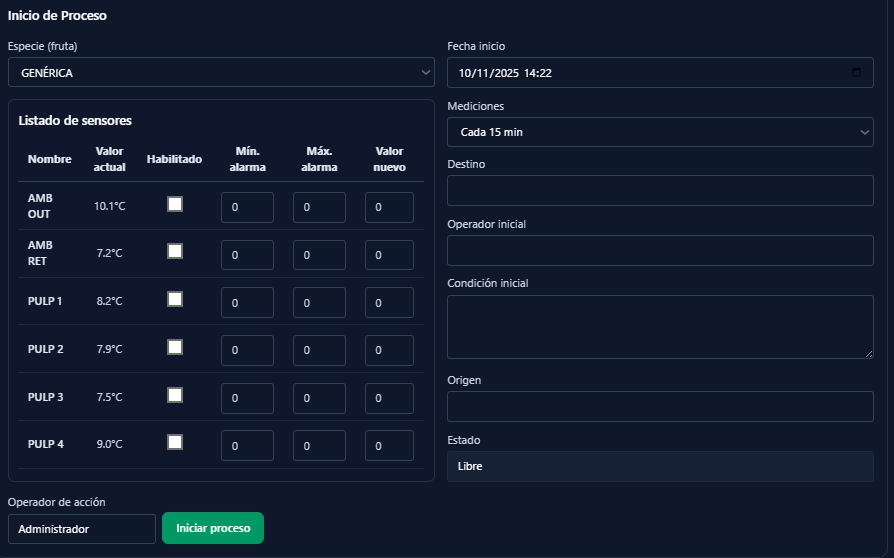 Inicio de Proceso
Especie (fruta)
GENÉRICA
Listado de sensores
Nombre Valor actual Habilitado Mín. alarma Máx. alarma Valor nuevo
AMB OUT 10.1°C 0 0 0
AMB RET 7.2°C 0 0 0
PULP 1 8.2°C 0 0 0
PULP 2 7.9°C 0 0 0
PULP 3 7.5°C 0 0 0
PULP 4 9.0°C 0 0 0
Fecha inicio
10/11/2025 14:22
Mediciones
Cada 15 min
Destino
Operador inicial
Condición inicial
Origen
Estado
Libre
Operador de acción
Administrador
Iniciar proceso